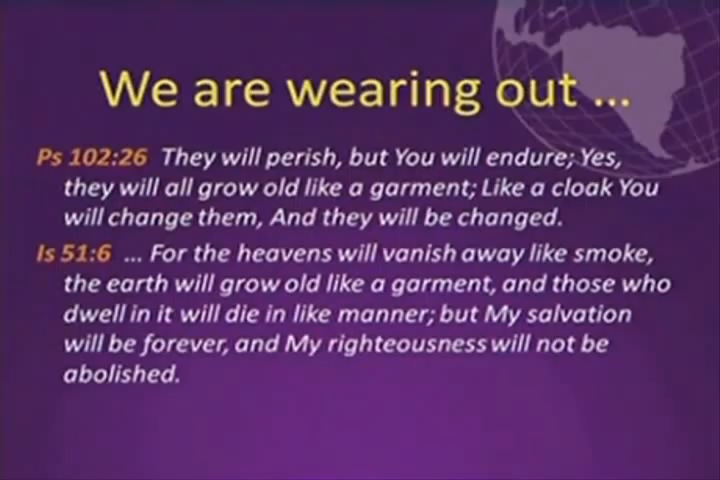 We are wearing out ...
Ps 102:26 They will perish, but You will endure; Yes,
they will all grow old like a garment; Like a cloak You
will change them, And they will be changed.
Is 51:6 ... For the heavens will vanish away like smoke,
the earth will grow old like a garment, and those who
dwell in it will die in like manner; but My salvation
will be forever, and My righteousness will not be
abolished.